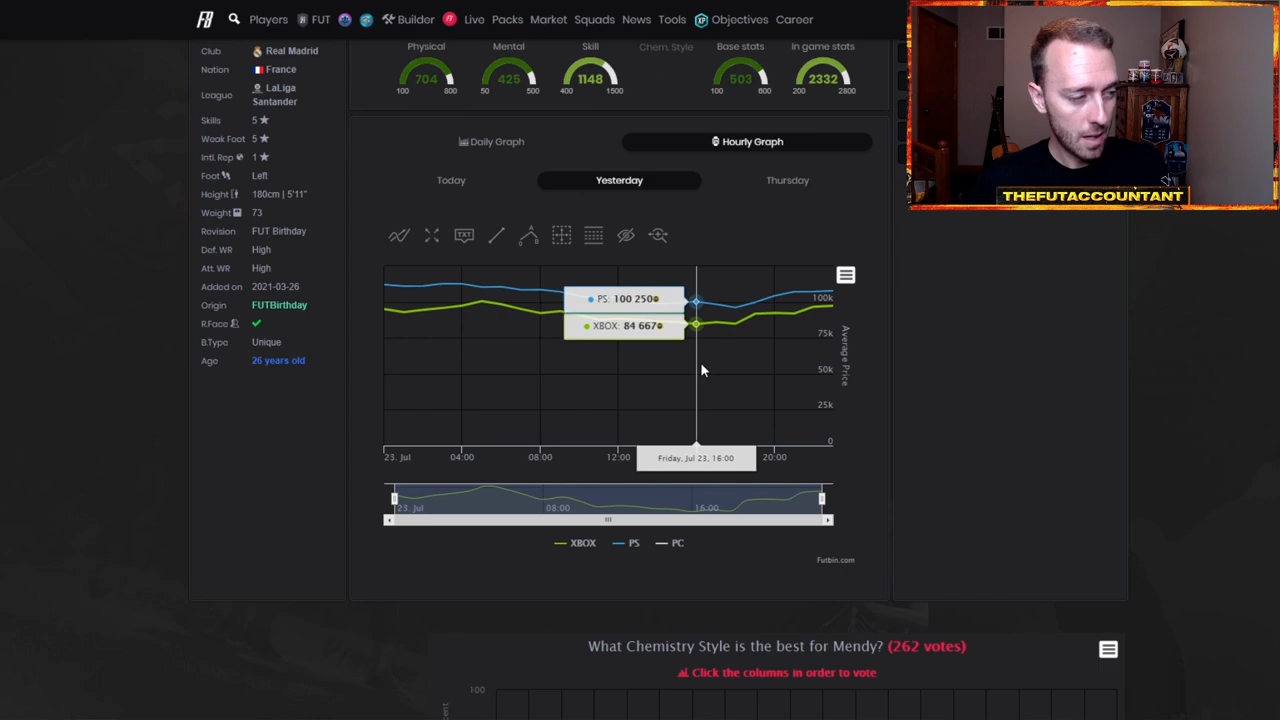 FB Players FUT Builder Live Packs Market Squads News Tools XP Objectives Career
Club Real Madrid
Nation France
League LaLiga Santander
Skills 5
Weak Foot 5
Intl. Rep 1
Foot Left
Height 180cm | 5'11"
Weight 73
Revision FUT Birthday
Def. WR High
Att. WR High
Added on 2021-03-26
Origin FUTBirthday
R.Face
B.Type Unique
Age 26 years old
Physical Mental Skill Chem. Style Base stats In game stats
704 425 1148 503 2332
100 800 50 500 400 1500 100 600 100 2800
Daily Graph Hourly Graph
Today Yesterday Thursday
TXT
PS: 100 250
XBOX: 84 667
100k
75k
50k
25k
0
Average Price
23. Jul 04:00 08:00 12:00 Friday, Jul 23, 16:00 20:00
23. Jul 08:00 16:00
XBOX PS PC
Futbin.com
What Chemistry Style is the best for Mendy? (262 votes)
Click the columns in order to vote
100
THEFUTACCOUNTANT